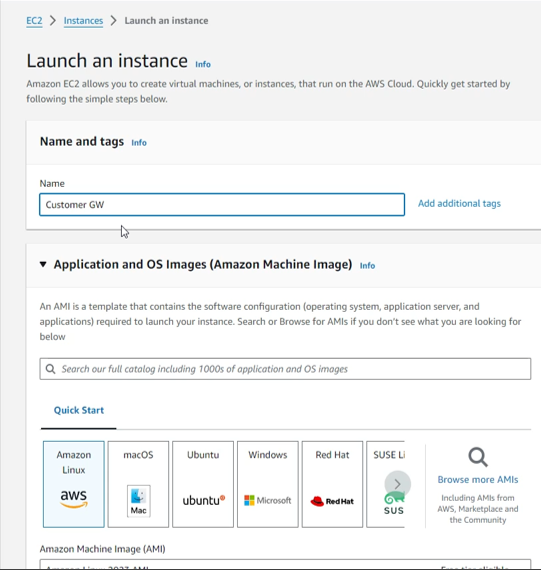 EC2 > Instances > Launch an instance
Launch an instance Info
Amazon EC2 allows you to create virtual machines, or instances, that run on the AWS Cloud. Quickly get started by
following the simple steps below.
Name and tags Info
Name
Customer GW
Add additional tags
Application and OS Images (Amazon Machine Image) Info
An AMI is a template that contains the software configuration (operating system, application server, and
applications) required to launch your instance. Search or Browse for AMIs if you don't see what you are looking for
below
Search our full catalog including 1000s of application and OS images
Quick Start
Amazon
Linux
aws
macOS
Mac
Ubuntu
ubuntu
Windows
Microsoft
Red Hat
Red Hat
SUSE Li
SUS
Browse more AMIs
Including AMIs from
AWS, Marketplace and
the Community
Amazon Machine Image (AMI)